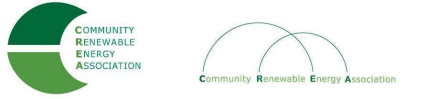 COMMUNITY
RENEWABLE
ENERGY
ASSOCIATION
Community Renewable Energy Association